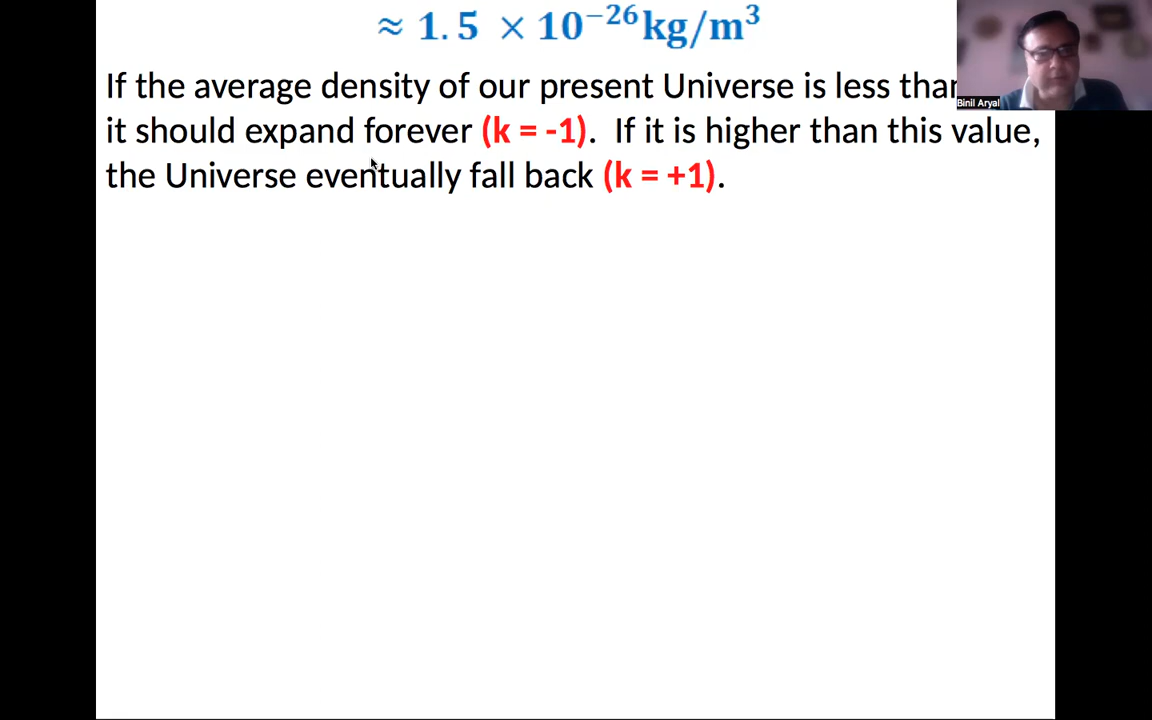 ≈ 1.5 × 10⁻²⁶kg/m³
Binil Aryal
If the average density of our present Universe is less
it should expand forever (k = -1). If it is higher than this value,
the Universe eventually fall back (k = +1).